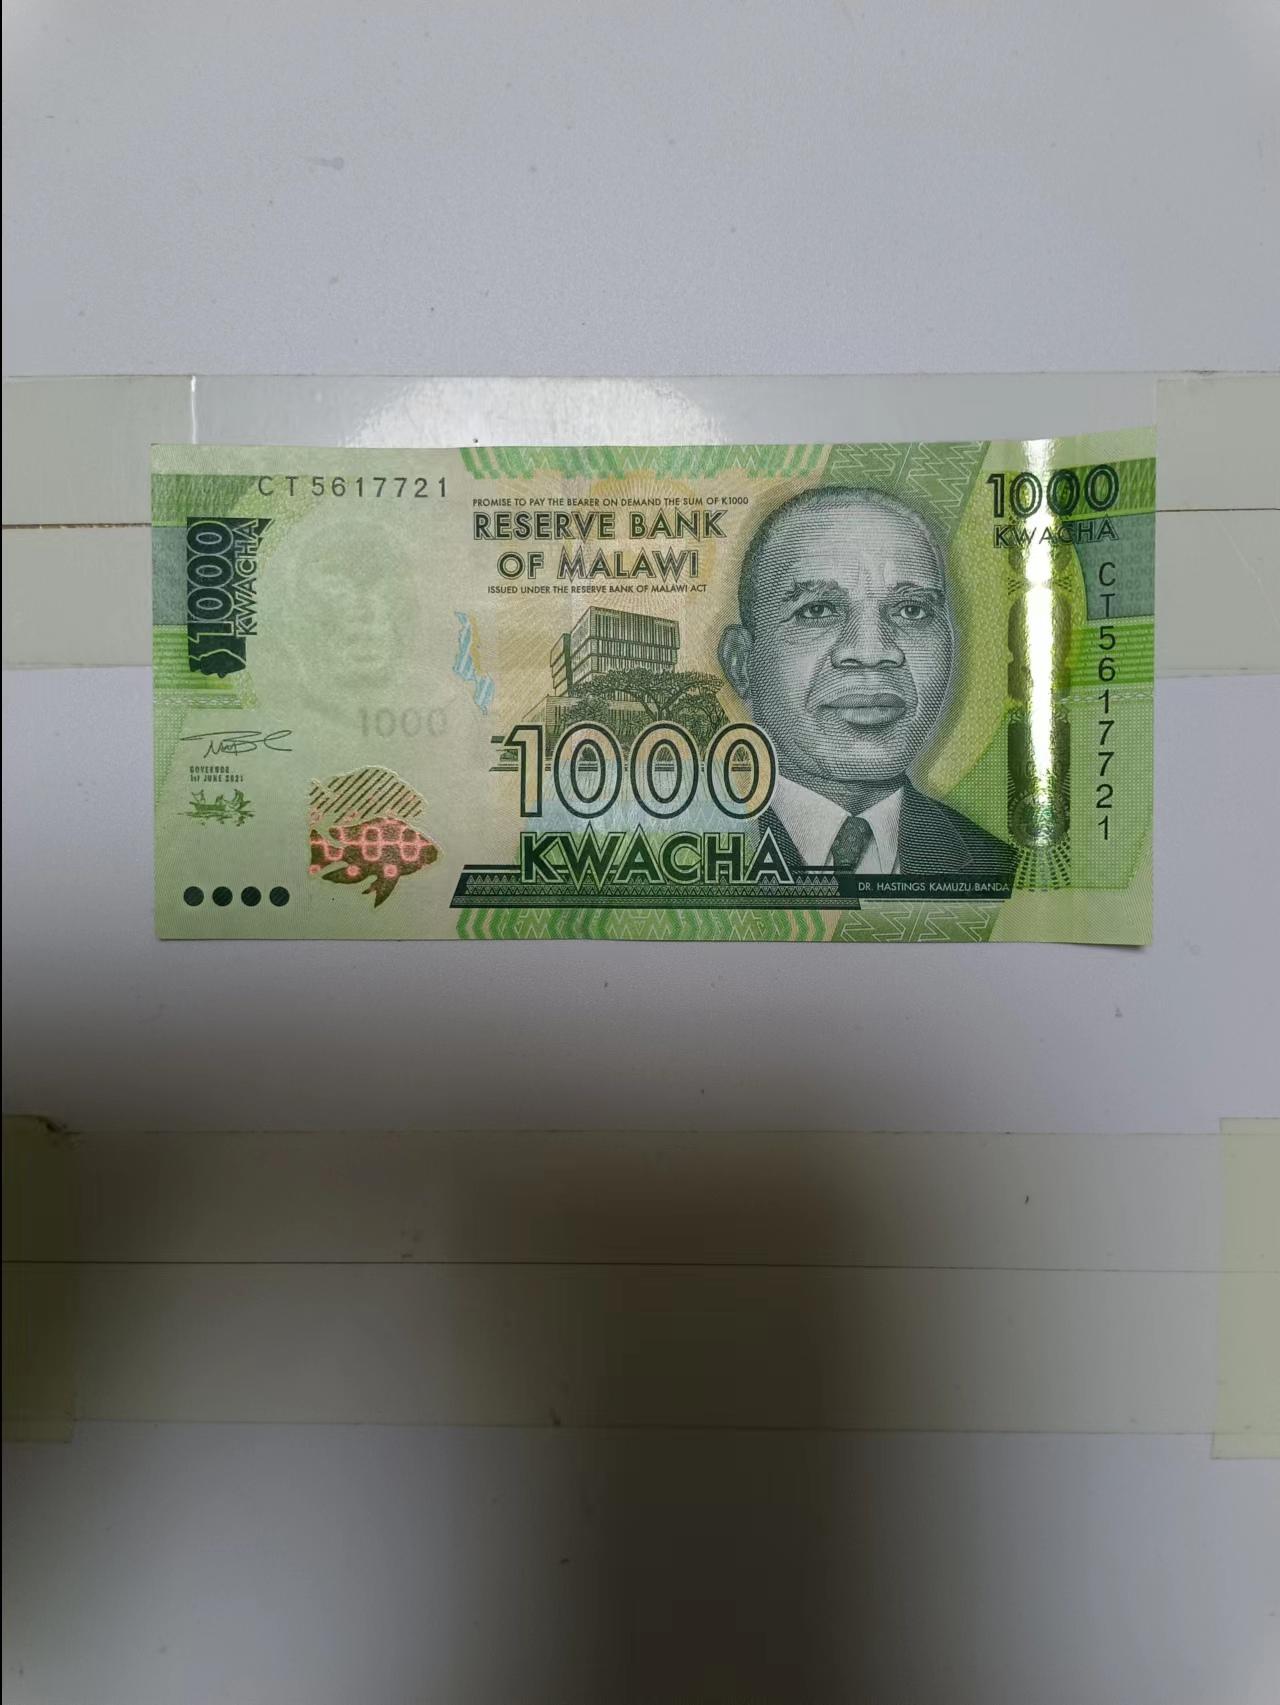 CT5617721
PROMISE TO PAY THE BEARER ON DEMAND THE SUM OF K1000
RESERVE BANK
OF MALAWI
ISSUED UNDER THE RESERVE BANK OF MALAWI ACT
1000
KWACHA
1000
KWACHA
CT5617721
1000
GOVERNOR
1ST JUNE 2021
1000
KWACHA
DR. HASTINGS KAMUZU BANDA